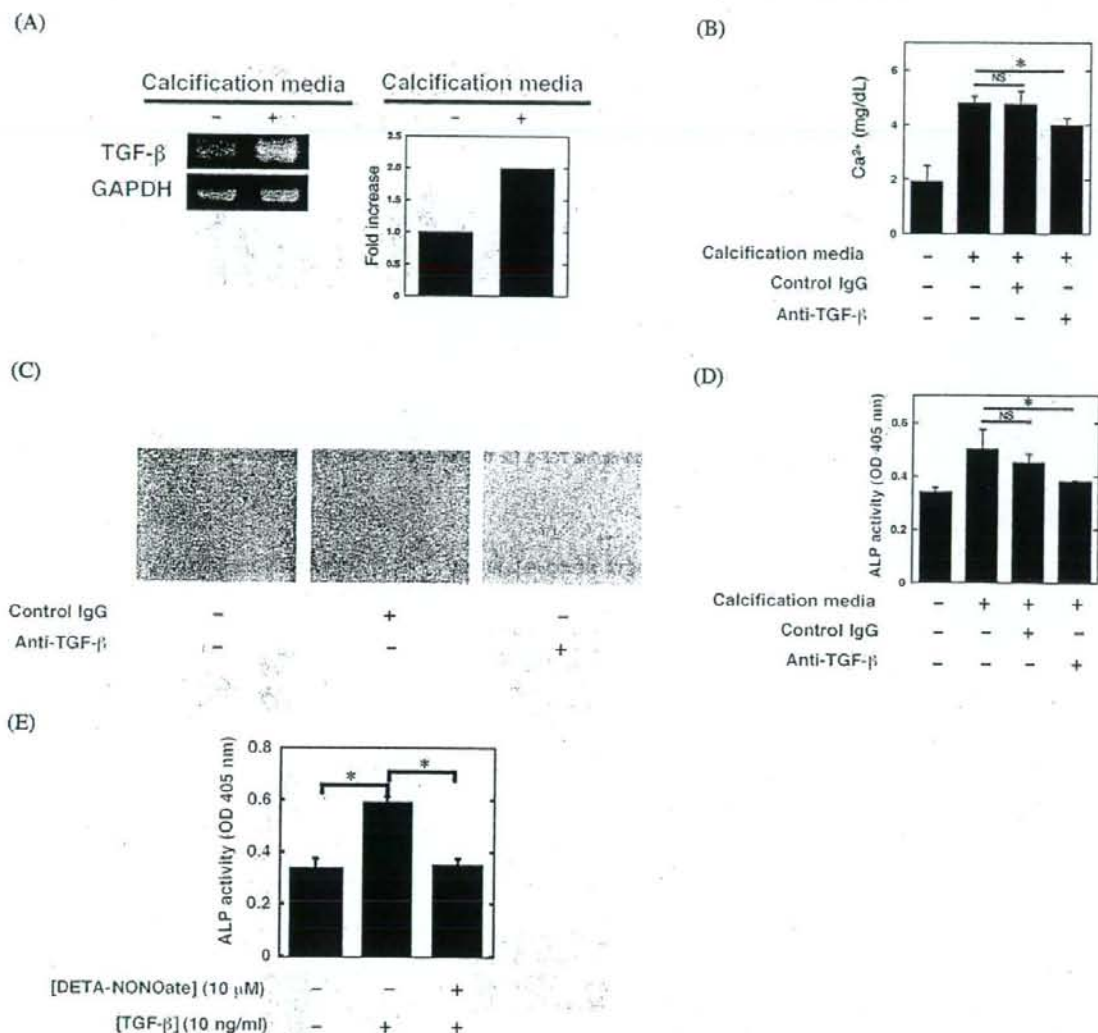 (A)
Calcification media
Calcification media
− +
− +
TGF-β
GAPDH
Fold increase
2.5
2.0
1.5
1.0
0.5
0
(B)
Ca²⁺ (mg/dL)
6
4
2
0
*
NS
Calcification media − + + +
Control IgG − − + −
Anti-TGF-β − − − +
(C)
Control IgG − + −
Anti-TGF-β − − +
(D)
ALP activity (OD 405 nm)
0.6
0.4
0.2
0
*
NS
Calcification media − + + +
Control IgG − − + −
Anti-TGF-β − − − +
(E)
ALP activity (OD 405 nm)
0.8
0.6
0.4
0.2
0
* *
[DETA-NONOate] (10 μM) − − +
[TGF-β] (10 ng/ml) − + +